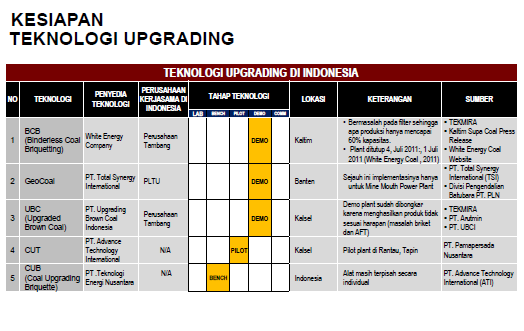 KESIAPAN
TEKNOLOGI UPGRADING
TEKNOLOGI UPGRADING DI INDONESIA
NO
TEKNOLOGI
PENYEDIA
TEKNOLOGI
PERUSAHAAN
KERJASAMA DI
INDONESIA
TAHAP TEKNOLOGI
LAB
BENCH
PILOT
DEMO
COMM
LOKASI
KETERANGAN
SUMBER
1
BCB
(Binderless Coal
Briquetting)
White Energy
Company
Perusahaan
Tambang
DEMO
Kaltim
• Bermasalah pada filter sehingga
apa produksi hanya mencapai
60% kapasitas.
• Plant ditutup 4, Juli 2011:, 1 Juli
2011 (White Energy Coal , 2011)
• TEKMIRA
• Kaltim Supa Coal Press
Release
• White Energy Coal
Website
2
GeoCoal
PT. Total Synergy
International
PLTU
DEMO
Banten
Sejauh ini implementasinya hanya
untuk Mine Mouth Power Plant
• PT. Total Synergy
International (TSI)
• Divisi Pengendalian
Batubara PT. PLN
3
UBC
(Upgraded
Brown Coal)
PT. Upgrading
Brown Coal
Indonesia
Perusahaan
Tambang
DEMO
Kalsel
Demo plant sudah dibongkar
karena menghasilkan produk tidak
sesuai harapan (masalah briket
dan AFT)
• TEKMIRA
• PT. Arutmin
• PT. UBCI
4
CUT
PT. Advance
Technology
International
N/A
PILOT
Kalsel
Pilot plant di Rantau, Tapin
PT. Pamapersada
Nusantara
5
CUB
(Coal Upgrading
Briquette)
PT .Teknologi
Energi Nusantara
N/A
BENCH
Indonesia
Alat masih terpisah secara
individual
PT. Advance Technology
International (ATI)